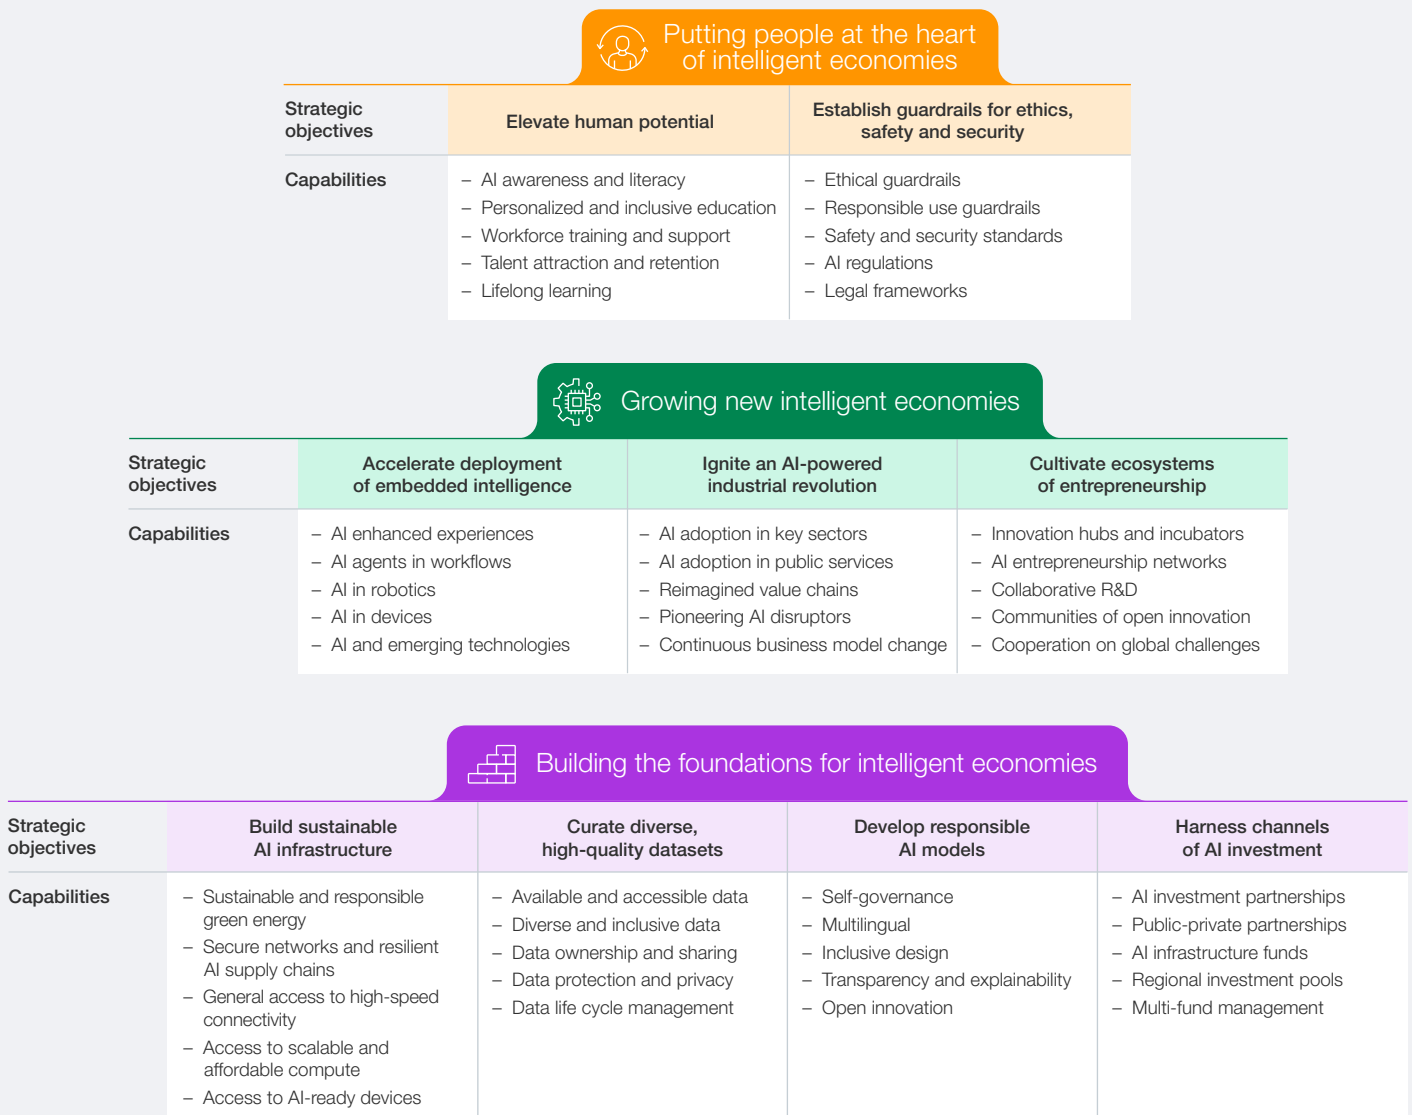 Putting people at the heart
of intelligent economies
Strategic
objectives
Elevate human potential
Establish guardrails for ethics,
safety and security
Capabilities
– AI awareness and literacy
– Personalized and inclusive education
– Workforce training and support
– Talent attraction and retention
– Lifelong learning
– Ethical guardrails
– Responsible use guardrails
– Safety and security standards
– AI regulations
– Legal frameworks
Growing new intelligent economies
Strategic
objectives
Accelerate deployment
of embedded intelligence
Ignite an AI-powered
industrial revolution
Cultivate ecosystems
of entrepreneurship
Capabilities
– AI enhanced experiences
– AI agents in workflows
– AI in robotics
– AI in devices
– AI and emerging technologies
– AI adoption in key sectors
– AI adoption in public services
– Reimagined value chains
– Pioneering AI disruptors
– Continuous business model change
– Innovation hubs and incubators
– AI entrepreneurship networks
– Collaborative R&D
– Communities of open innovation
– Cooperation on global challenges
Building the foundations for intelligent economies
Strategic
objectives
Build sustainable
AI infrastructure
Curate diverse,
high-quality datasets
Develop responsible
AI models
Harness channels
of AI investment
Capabilities
– Sustainable and responsible
green energy
– Secure networks and resilient
AI supply chains
– General access to high-speed
connectivity
– Access to scalable and
affordable compute
– Access to AI-ready devices
– Available and accessible data
– Diverse and inclusive data
– Data ownership and sharing
– Data protection and privacy
– Data life cycle management
– Self-governance
– Multilingual
– Inclusive design
– Transparency and explainability
– Open innovation
– AI investment partnerships
– Public-private partnerships
– AI infrastructure funds
– Regional investment pools
– Multi-fund management